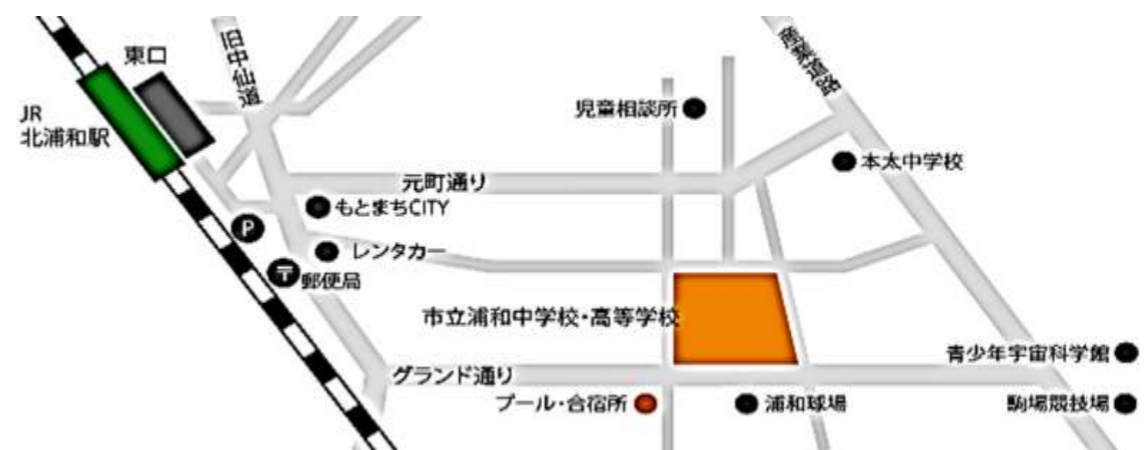 東口
旧中仙道
産業道路
JR
北浦和駅
児童相談所
本太中学校
元町通り
もとまちCITY
P
レンタカー
〒
郵便局
市立浦和中学校・高等学校
青少年宇宙科学館
グランド通り
プール・合宿所
浦和球場
駒場競技場